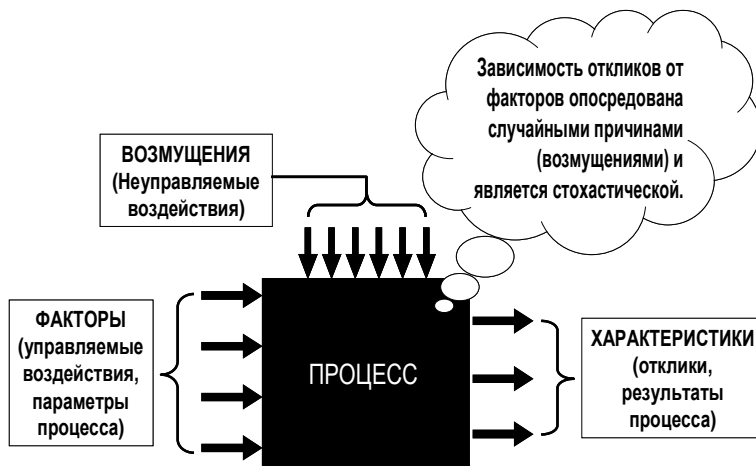 Зависимость откликов от
факторов опосредована
случайными причинами
(возмущениями) и
является стохастической.
ВОЗМУЩЕНИЯ
(Неуправляемые
воздействия)
ФАКТОРЫ
(управляемые
воздействия,
параметры
процесса)
ПРОЦЕСС
ХАРАКТЕРИСТИКИ
(отклики,
результаты
процесса)